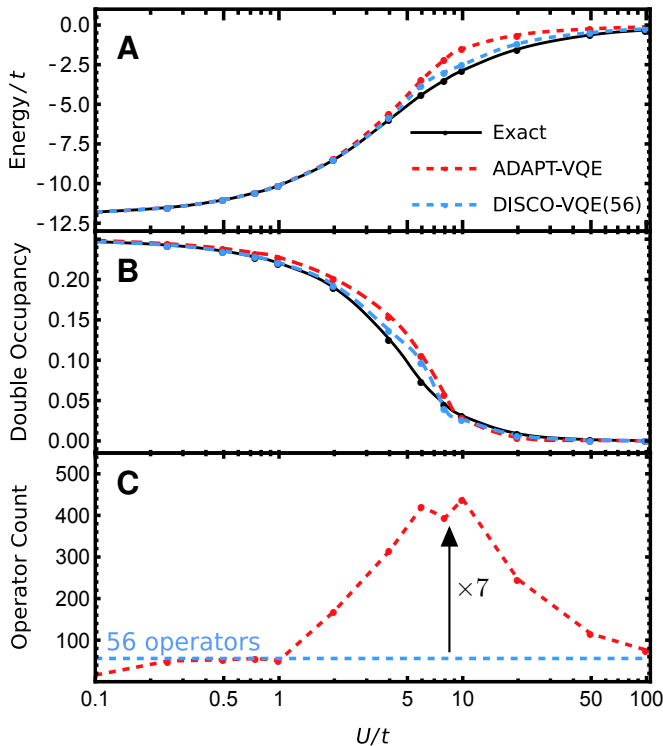 A
Energy/t
0.0
-2.5
-5.0
-7.5
-10.0
-12.5
Exact
ADAPT-VQE
DISCO-VQE(56)
B
Double Occupancy
0.20
0.15
0.10
0.05
0.00
C
Operator Count
500
400
300
200
100
×7
56 operators
0.1
0.5
1
5
10
50
100
U/t